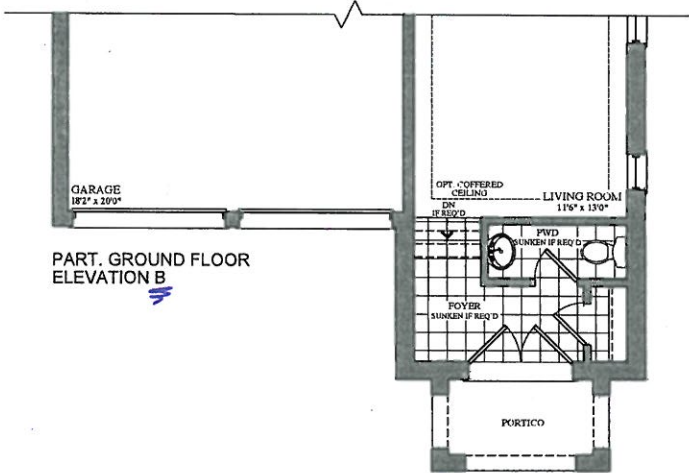 GARAGE
18'2" x 20'0"
OPT. COFFERED
CEILING
DN
IF REQ'D
LIVING ROOM
11'6" x 13'0"
PWD
SUNKEN IF REQ'D
PART. GROUND FLOOR
ELEVATION B
FOYER
SUNKEN IF REQ'D
PORTICO